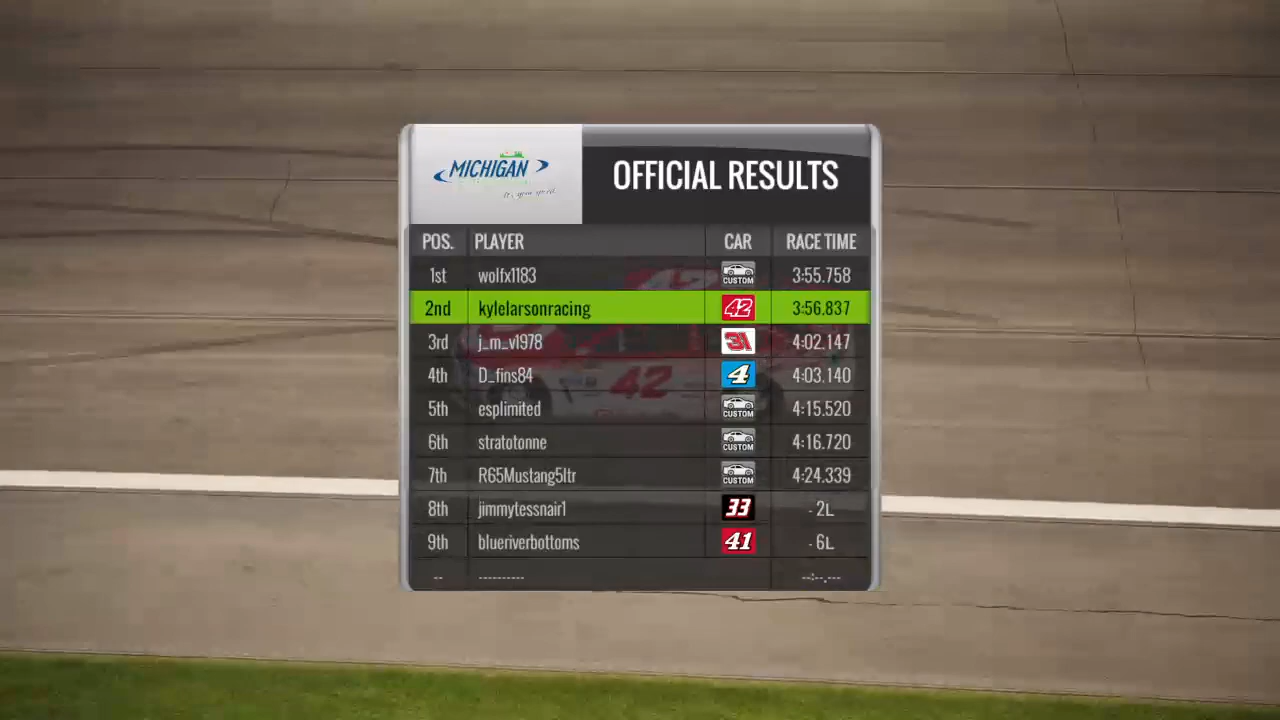 MICHIGAN
OFFICIAL RESULTS
POS. PLAYER CAR RACE TIME
1st wolfx1183 CUSTOM 3:55.758
2nd kylelarsonracing 42 3:56.837
3rd j_m_v1978 31 4:02.147
4th D_fins84 4 4:03.140
5th esplimited CUSTOM 4:15.520
6th stratotonne CUSTOM 4:16.720
7th R65Mustang5ltr CUSTOM 4:24.339
8th jimmytessnair1 33 - 2L
9th blueriverbottoms 41 - 6L
-- ---------- --:--.---
42